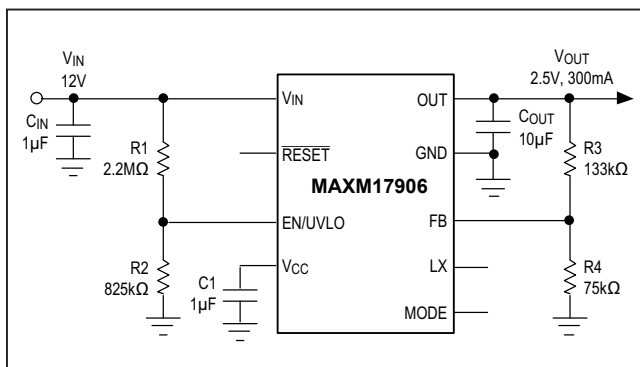 VIN
12V
CIN
1µF
R1
2.2MΩ
R2
825kΩ
C1
1µF
VIN
RESET
EN/UVLO
VCC
MAXM17906
OUT
GND
FB
LX
MODE
VOUT
2.5V, 300mA
COUT
10µF
R3
133kΩ
R4
75kΩ